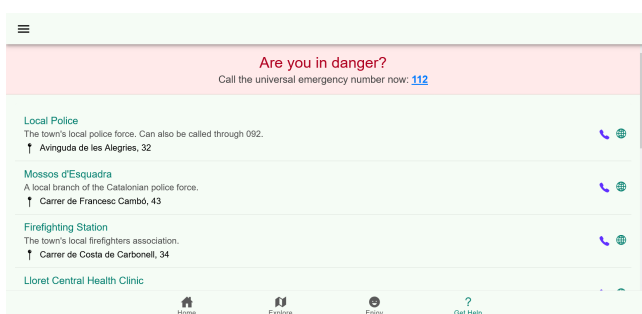 Are you in danger?
Call the universal emergency number now: 112
Local Police
The town's local police force. Can also be called through 092.
Avinguda de les Alegries, 32
Mossos d'Esquadra
A local branch of the Catalonian police force.
Carrer de Francesc Cambó, 43
Firefighting Station
The town's local firefighters association.
Carrer de Costa de Carbonell, 34
Lloret Central Health Clinic
Home Explore Enjoy Get Help